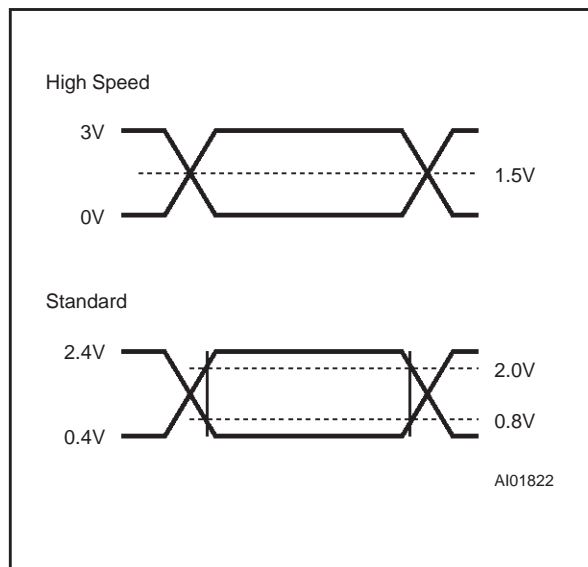 High Speed
3V
1.5V
0V
Standard
2.4V
2.0V
0.8V
0.4V
AI01822